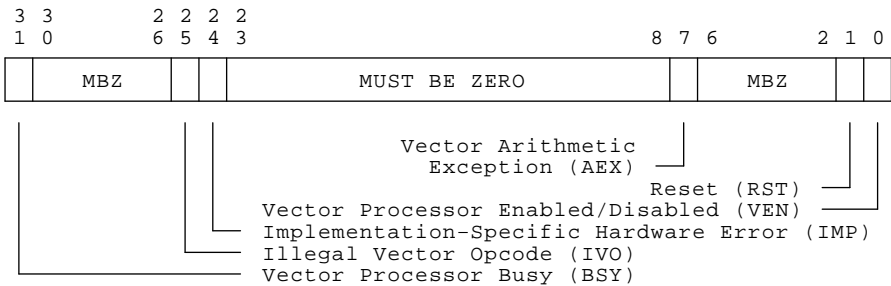 3 3 2 2 2 2
1 0 6 5 4 3 8 7 6 2 1 0
MBZ MUST BE ZERO MBZ
Vector Arithmetic
Exception (AEX)
Reset (RST)
Vector Processor Enabled/Disabled (VEN)
Implementation-Specific Hardware Error (IMP)
Illegal Vector Opcode (IVO)
Vector Processor Busy (BSY)